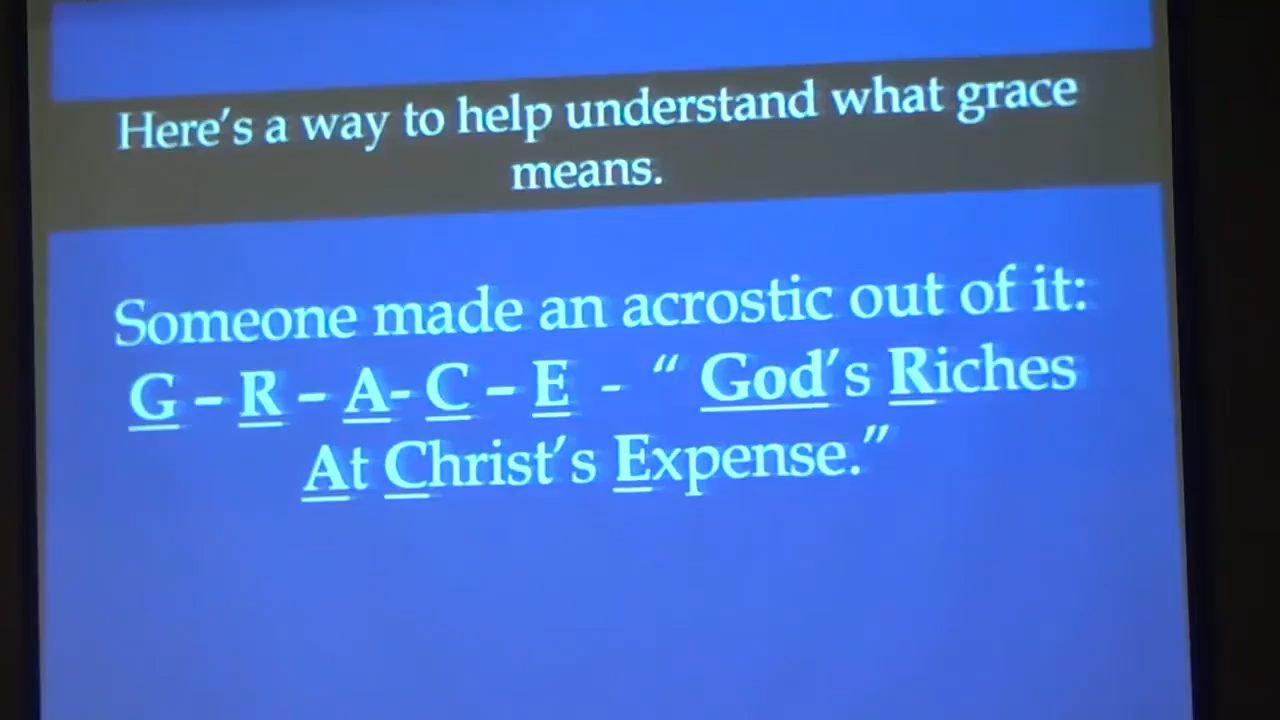 Here's a way to help understand what grace
means.
Someone made an acrostic out of it:
G – R – A- C – E - “ God's Riches
At Christ's Expense.”